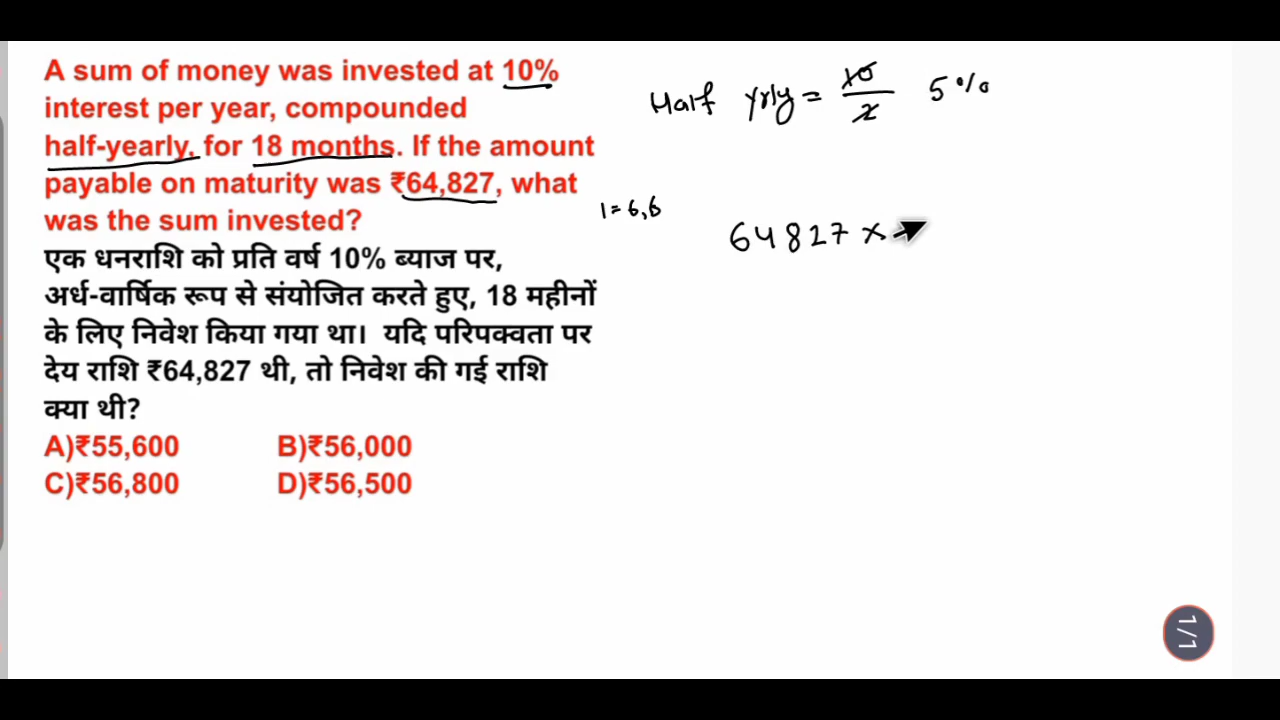 A sum of money was invested at 10%
interest per year, compounded
half-yearly, for 18 months. If the amount
payable on maturity was ₹64,827, what
was the sum invested?
एक धनराशि को प्रति वर्ष 10% ब्याज पर,
अर्ध-वार्षिक रूप से संयोजित करते हुए, 18 महीनों
के लिए निवेश किया गया था। यदि परिपक्वता पर
देय राशि ₹64,827 थी, तो निवेश की गई राशि
क्या थी?
A)₹55,600 B)₹56,000
C)₹56,800 D)₹56,500
Half yrly = 10/2 5%
1 = 6,6
64827 ×
1/1